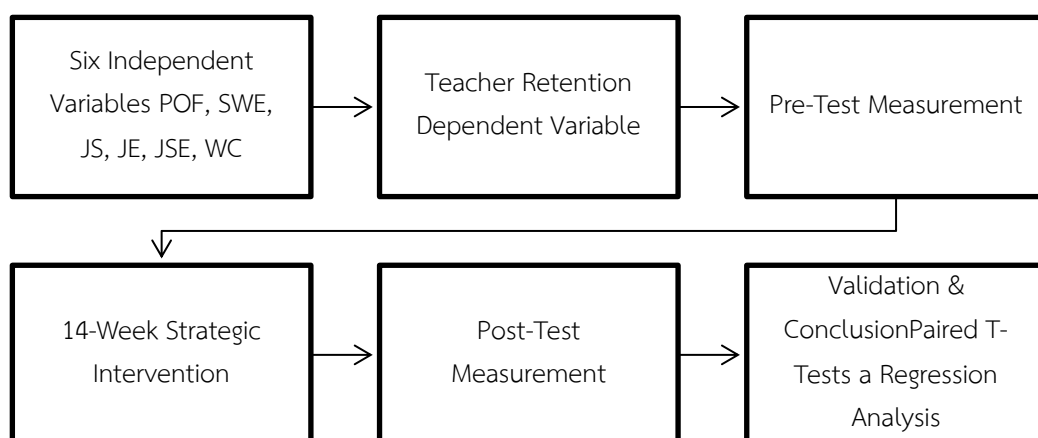 Six Independent
Variables POF, SWE,
JS, JE, JSE, WC
Teacher Retention
Dependent Variable
Pre-Test Measurement
14-Week Strategic
Intervention
Post-Test
Measurement
Validation &
ConclusionPaired T-
Tests a Regression
Analysis